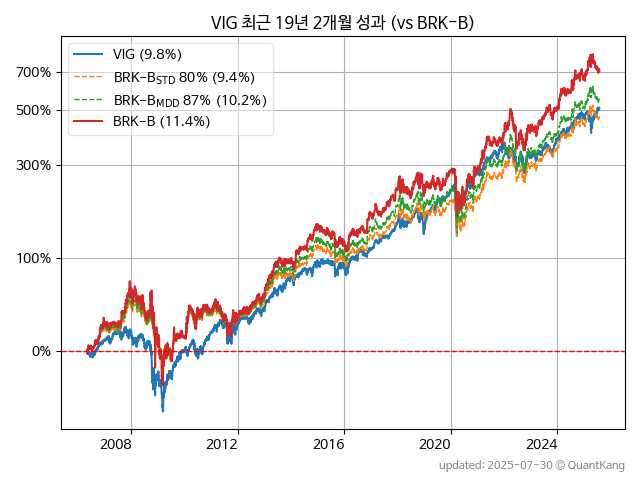 VIG 최근 19년 2개월 성과 (vs BRK-B)
VIG (9.8%)
BRK-B_STD 80% (9.4%)
BRK-B_MDD 87% (10.2%)
BRK-B (11.4%)
700%
500%
300%
100%
0%
2008 2012 2016 2020 2024
updated: 2025-07-30 © QuantKang